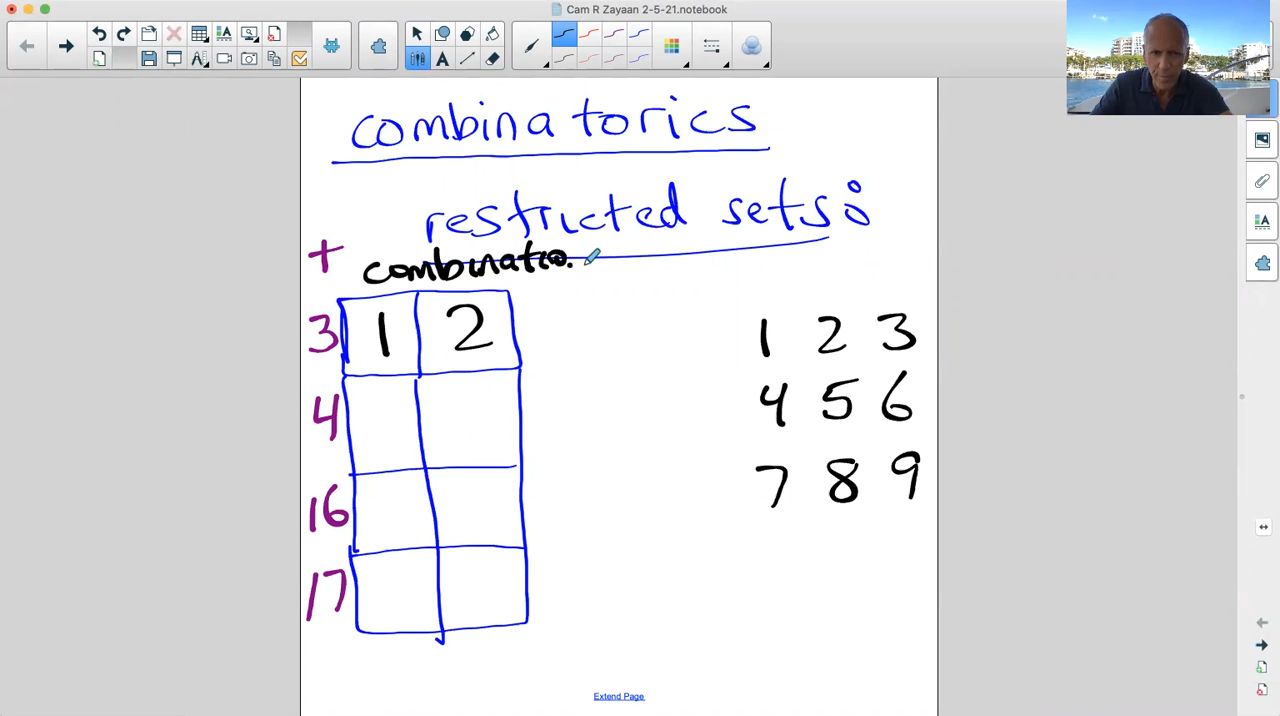 Cam R Zayaan 2-5-21.notebook
combinatorics
restricted sets:
+
combinatio.
3 1 2
4
16
17
1 2 3
4 5 6
7 8 9
Extend Page